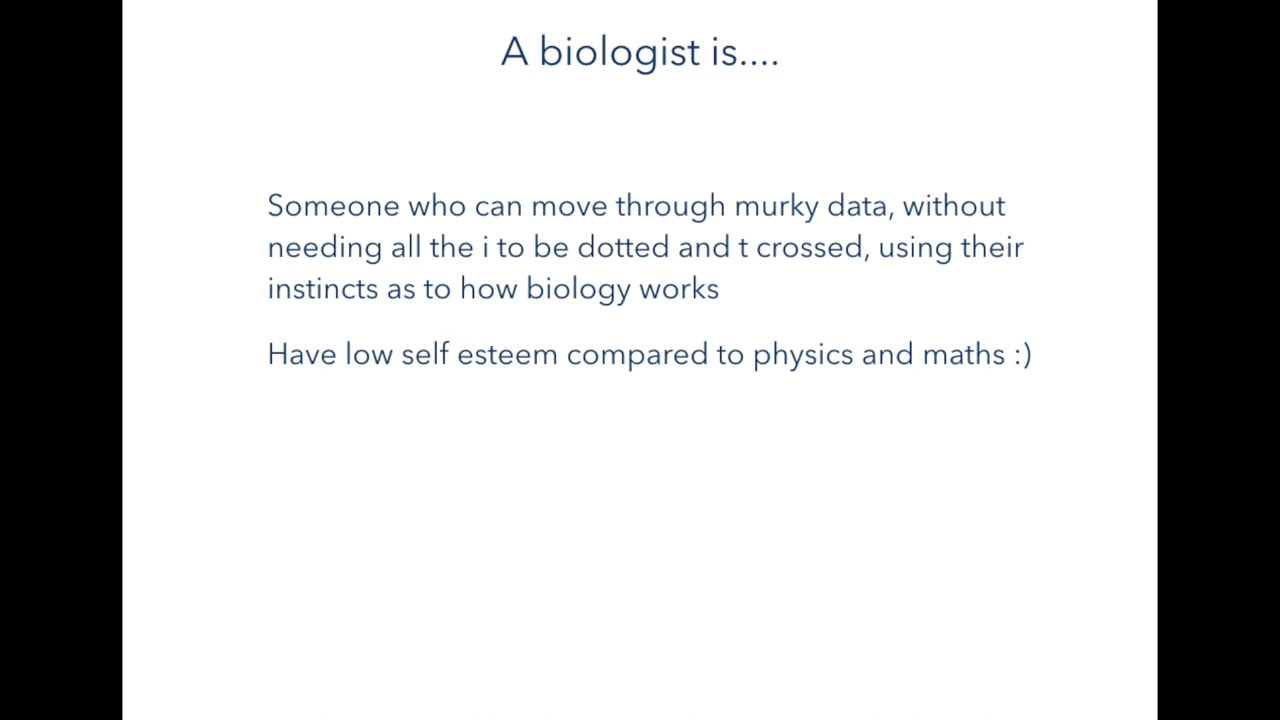 A biologist is....
Someone who can move through murky data, without
needing all the i to be dotted and t crossed, using their
instincts as to how biology works
Have low self esteem compared to physics and maths :)